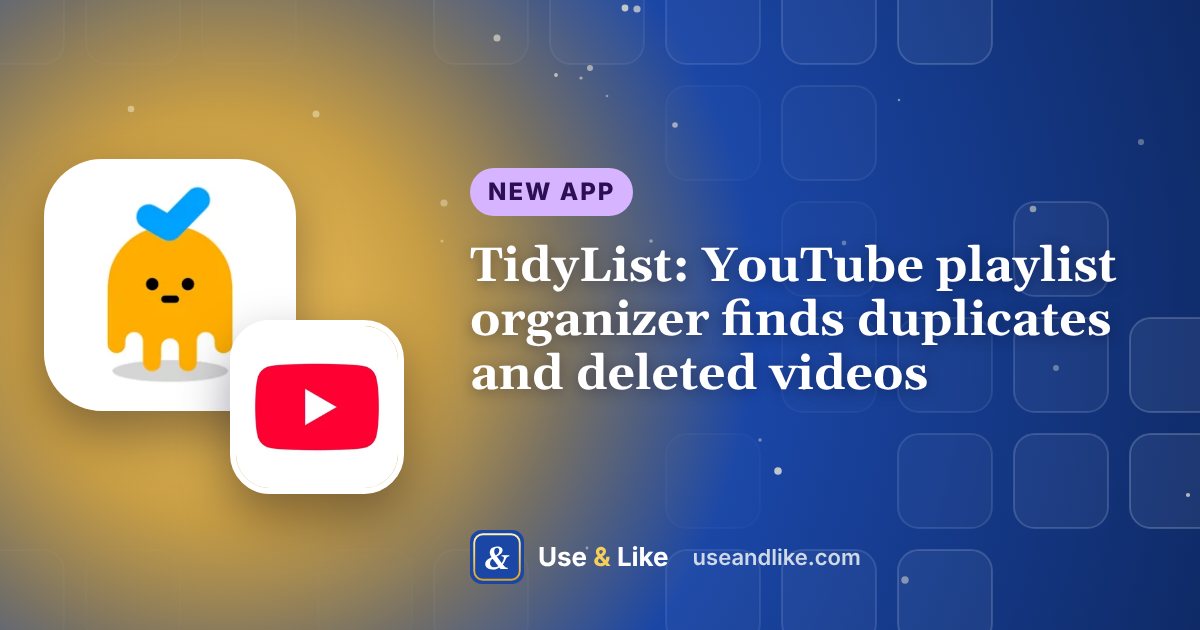 NEW APP
TidyList: YouTube playlist
organizer finds duplicates
and deleted videos
& Use & Like useandlike.com